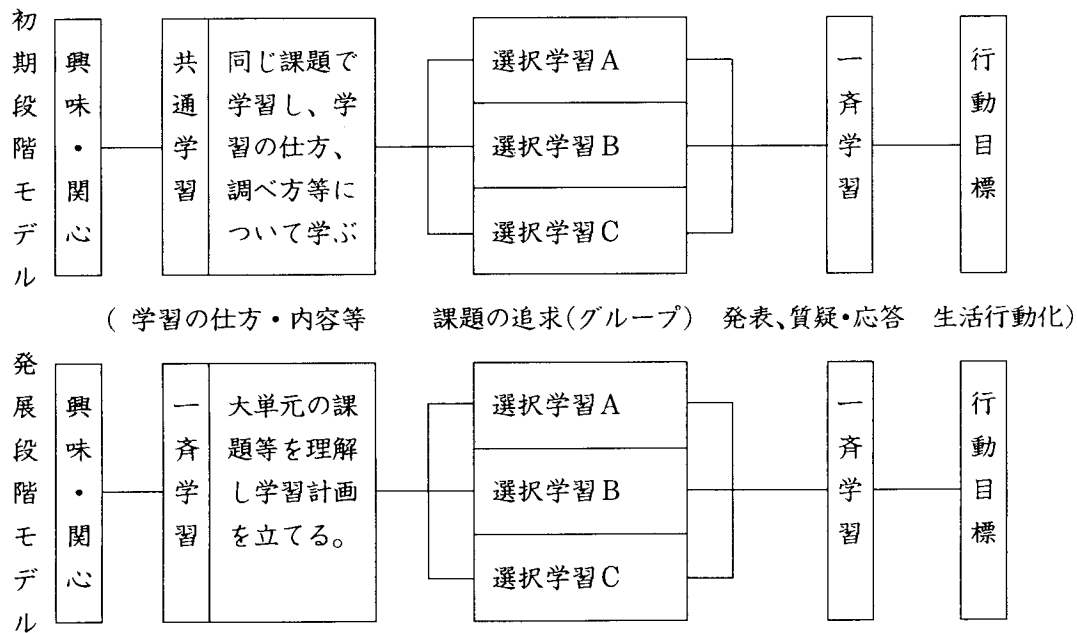 初期段階モデル
興味・関心
共通学習
同じ課題で
学習し、学
習の仕方、
調べ方等に
ついて学ぶ
選択学習A
選択学習B
選択学習C
一斉学習
行動目標
(学習の仕方・内容等 課題の追求(グループ) 発表、質疑・応答 生活行動化)
発展段階モデル
興味・関心
一斉学習
大単元の課
題等を理解
し学習計画
を立てる。
選択学習A
選択学習B
選択学習C
一斉学習
行動目標